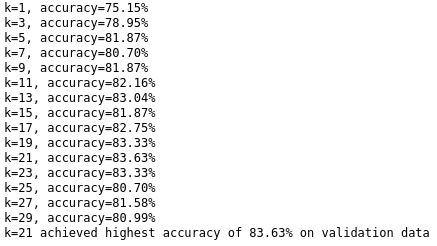 k=1, accuracy=75.15%
k=3, accuracy=78.95%
k=5, accuracy=81.87%
k=7, accuracy=80.70%
k=9, accuracy=81.87%
k=11, accuracy=82.16%
k=13, accuracy=83.04%
k=15, accuracy=81.87%
k=17, accuracy=82.75%
k=19, accuracy=83.33%
k=21, accuracy=83.63%
k=23, accuracy=83.33%
k=25, accuracy=80.70%
k=27, accuracy=81.58%
k=29, accuracy=80.99%
k=21 achieved highest accuracy of 83.63% on validation data